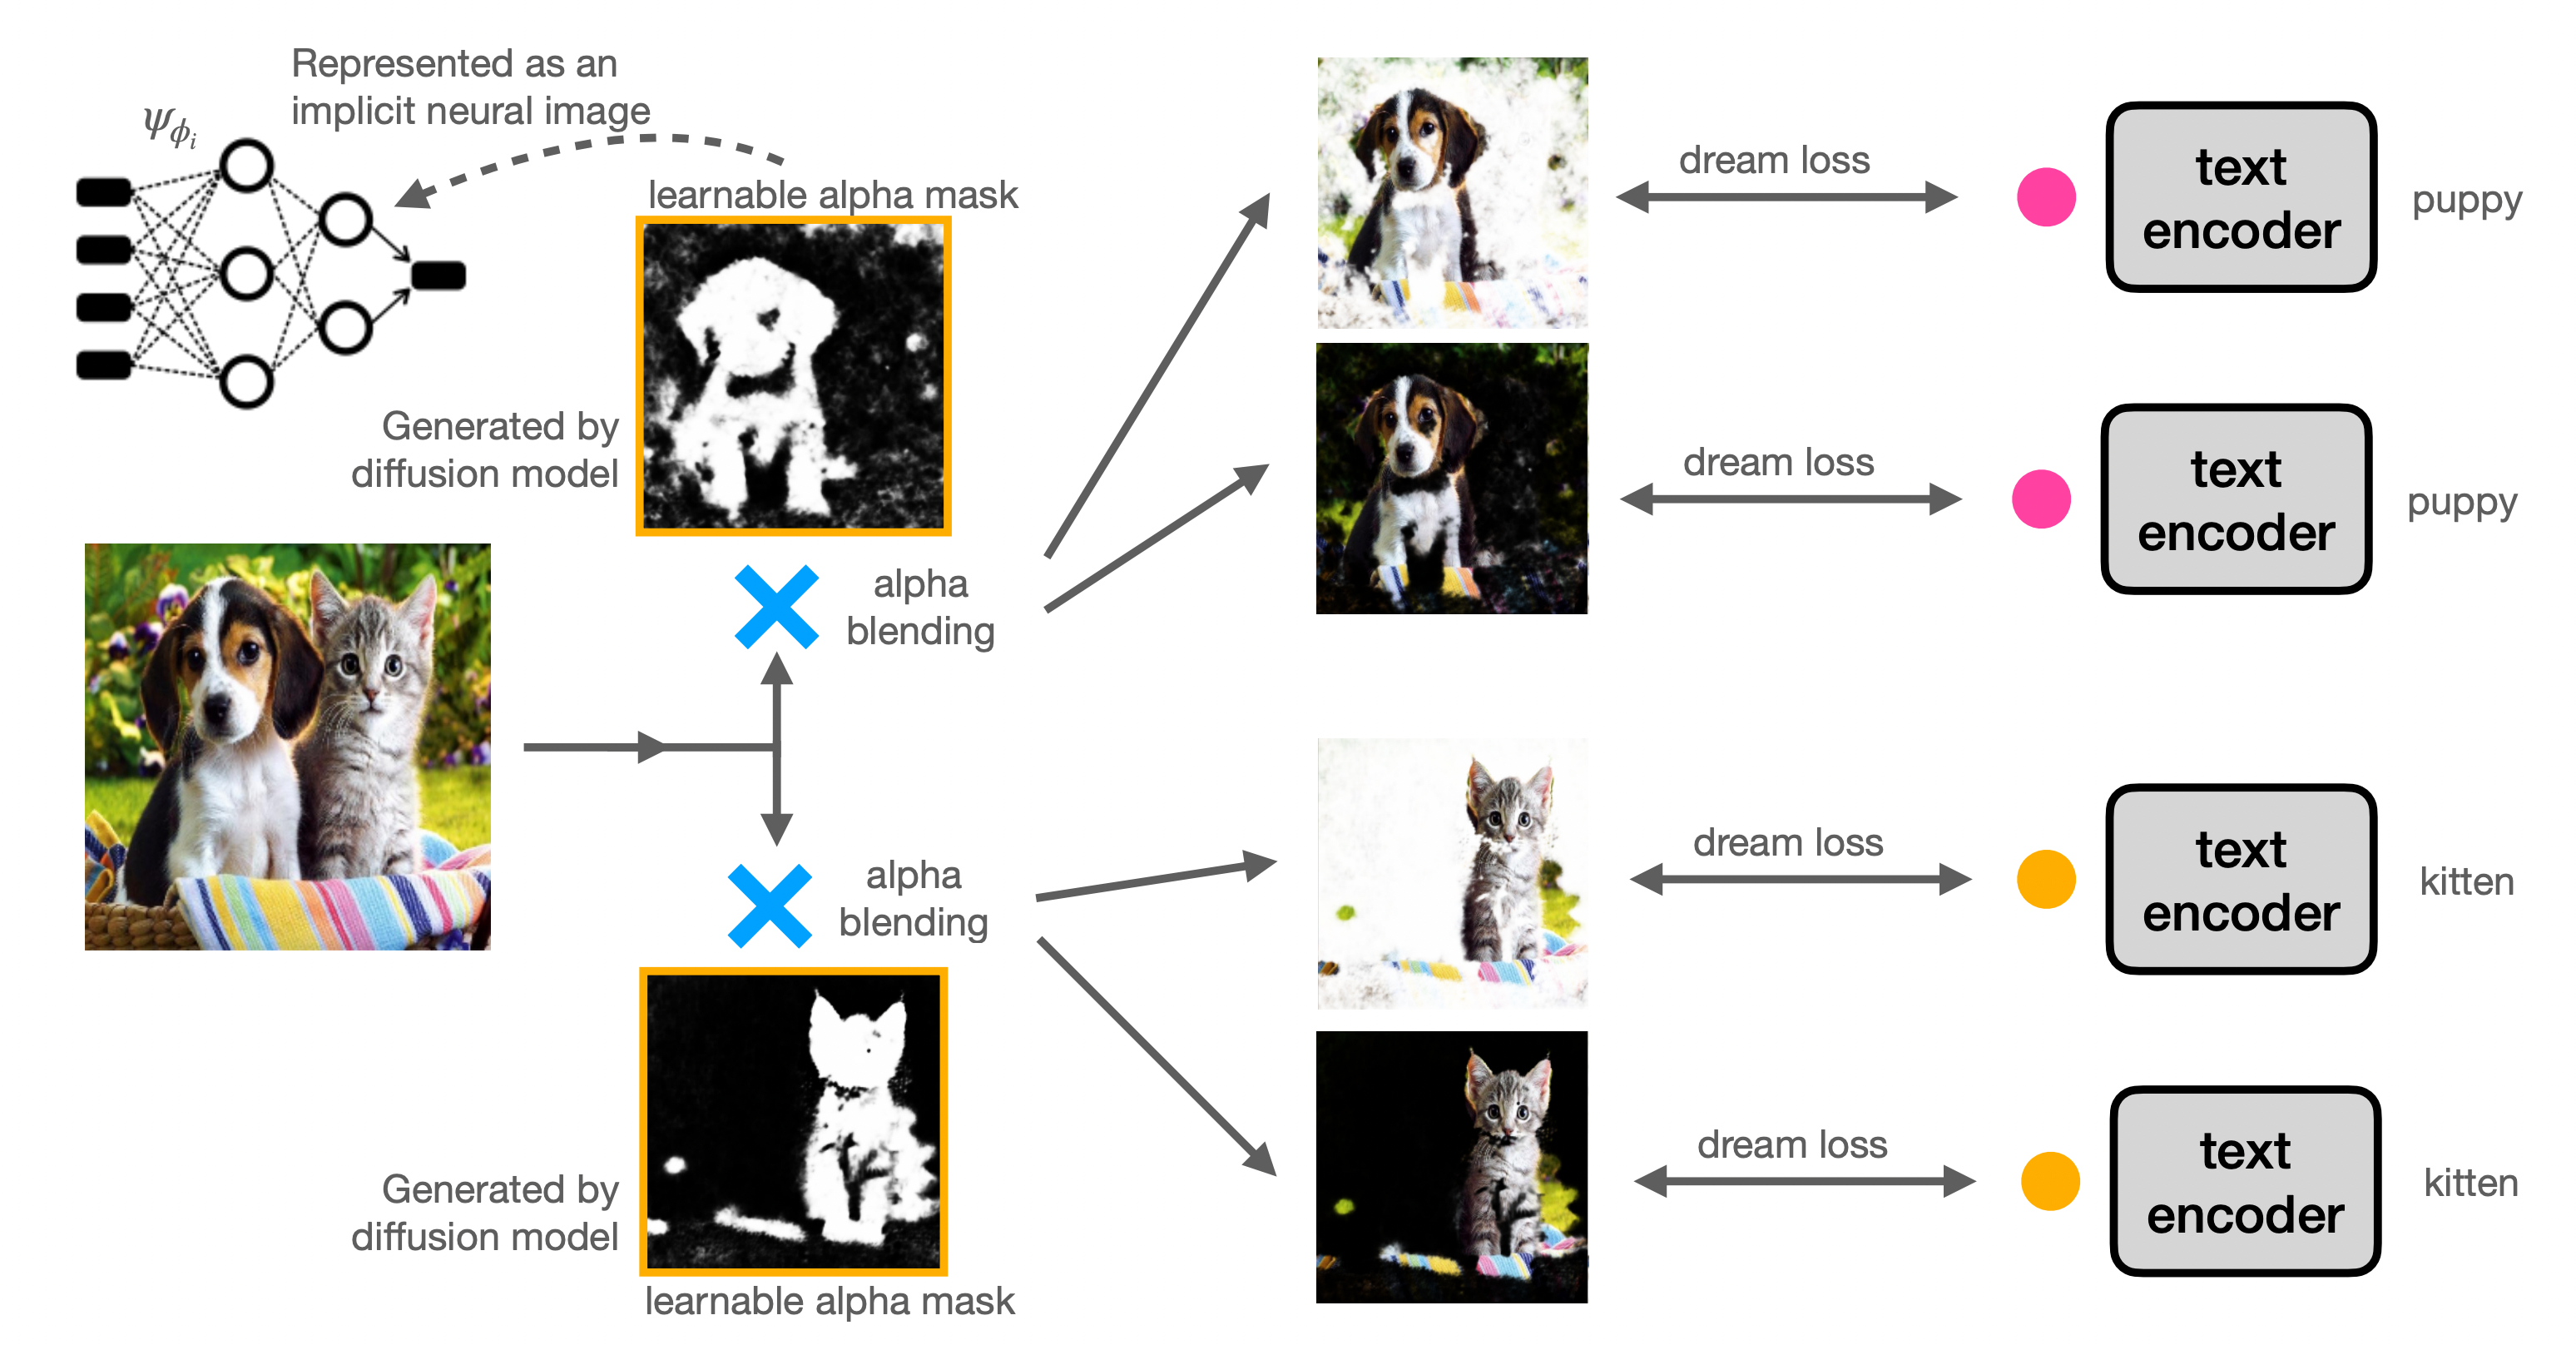 Represented as an
implicit neural image
ψϕi
learnable alpha mask
Generated by
diffusion model
alpha
blending
alpha
blending
Generated by
diffusion model
learnable alpha mask
dream loss
text
encoder
puppy
dream loss
text
encoder
puppy
dream loss
text
encoder
kitten
dream loss
text
encoder
kitten